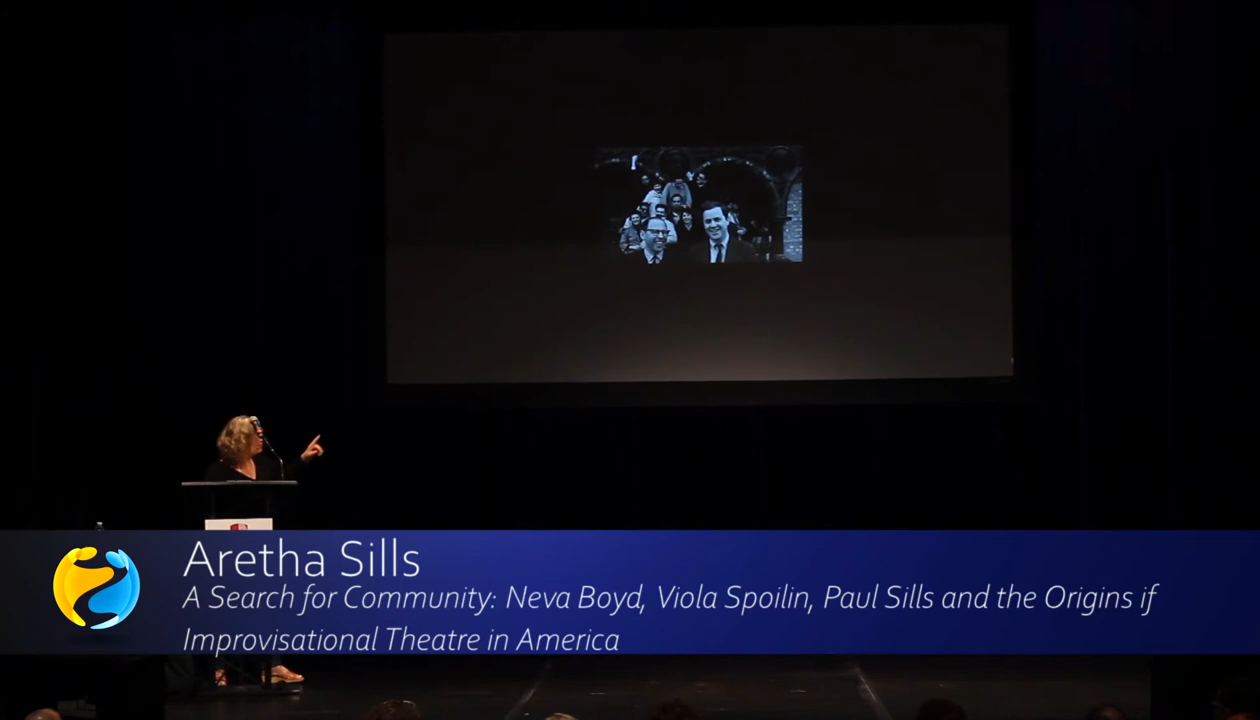 Aretha Sills
A Search for Community: Neva Boyd, Viola Spoilin, Paul Sills and the Origins if
Improvisational Theatre in America